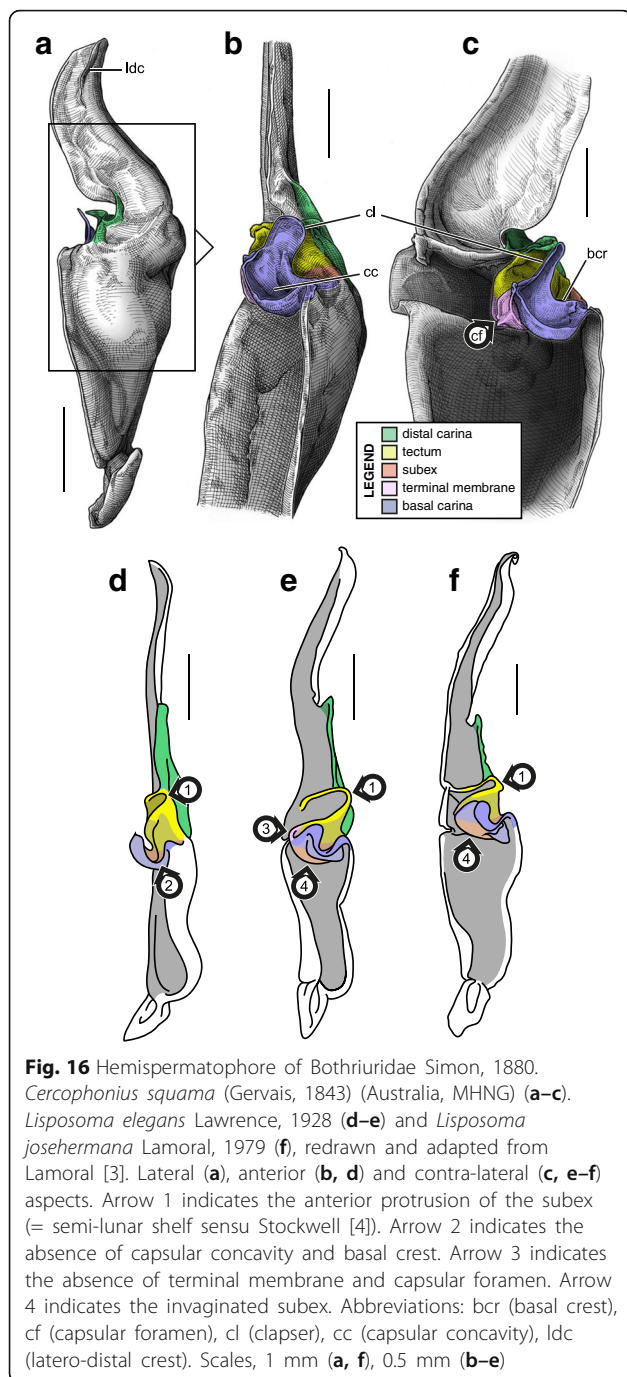 a
b
c
ldc
cl
cc
bcr
cf
LEGEND
distal carina
tectum
subex
terminal membrane
basal carina
d
e
f
1
2
1
3
4
1
4
Fig. 16 Hemispermatophore of Bothriuridae Simon, 1880.
Cercophonius squama (Gervais, 1843) (Australia, MHNG) (a–c).
Lisposoma elegans Lawrence, 1928 (d–e) and Lisposoma
josehermana Lamoral, 1979 (f), redrawn and adapted from
Lamoral [3]. Lateral (a), anterior (b, d) and contra-lateral (c, e–f)
aspects. Arrow 1 indicates the anterior protrusion of the subex
(= semi-lunar shelf sensu Stockwell [4]). Arrow 2 indicates the
absence of capsular concavity and basal crest. Arrow 3 indicates
the absence of terminal membrane and capsular foramen. Arrow
4 indicates the invaginated subex. Abbreviations: bcr (basal crest),
cf (capsular foramen), cl (clapser), cc (capsular concavity), ldc
(latero-distal crest). Scales, 1 mm (a, f), 0.5 mm (b–e)